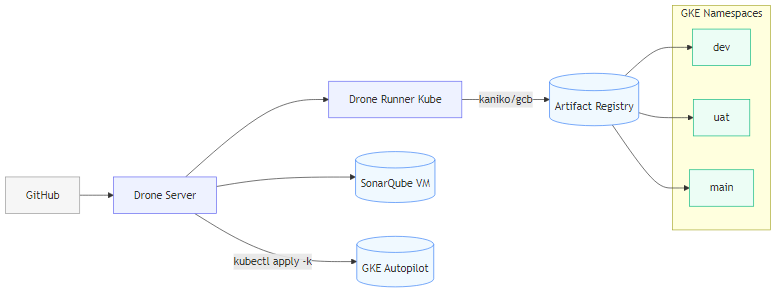 GKE Namespaces
dev
Drone Runner Kube
kaniko/gcb
Artifact Registry
uat
GitHub
Drone Server
SonarQube VM
main
kubectl apply -k
GKE Autopilot